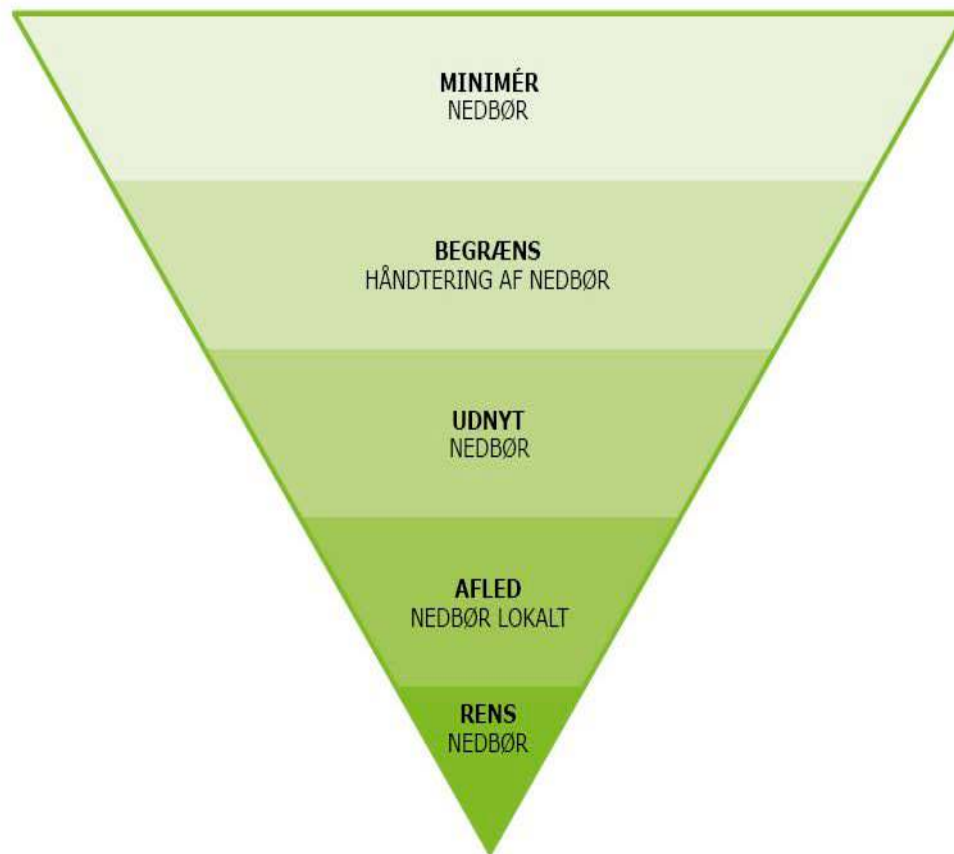 MINIMÉR
NEDBØR
BEGRÆNS
HÅNDTERING AF NEDBØR
UDNYT
NEDBØR
AFLED
NEDBØR LOKALT
RENS
NEDBØR